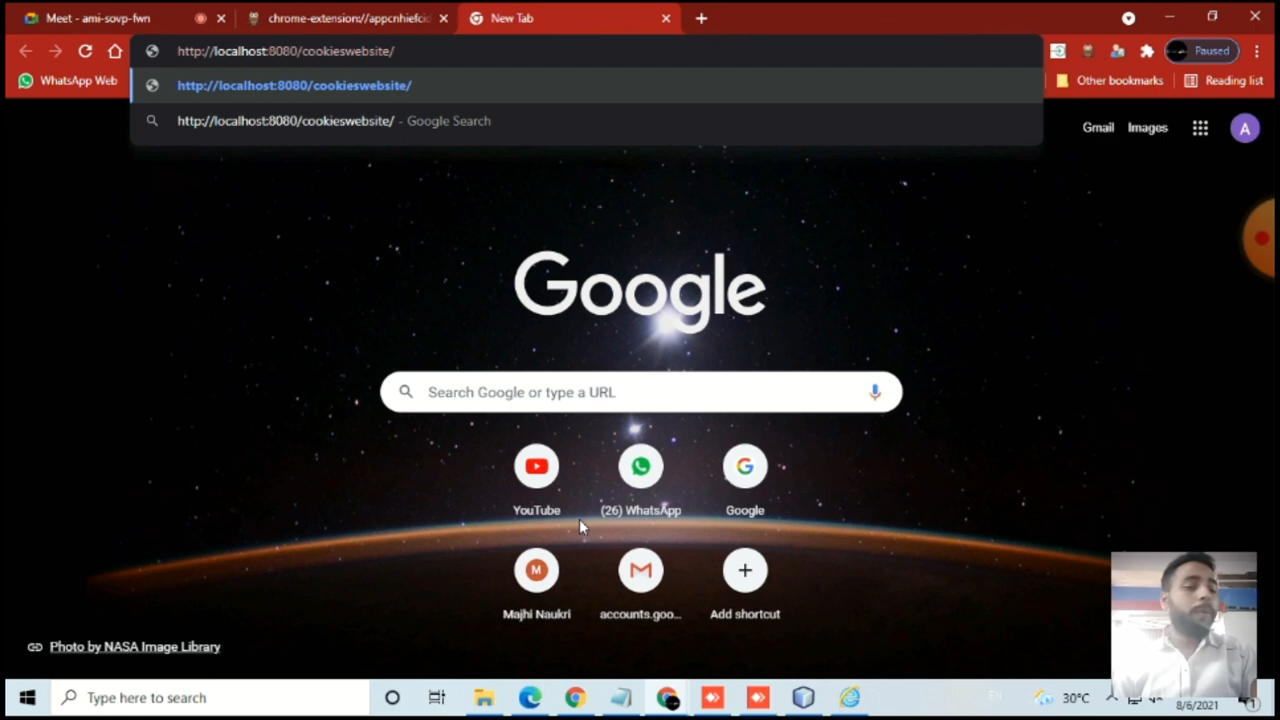 Meet - ami-sovp-fwn
chrome-extension://appcnhiefcid
New Tab
http://localhost:8080/cookieswebsite/
Paused
WhatsApp Web
http://localhost:8080/cookieswebsite/
Other bookmarks
Reading list
http://localhost:8080/cookieswebsite/ - Google Search
Gmail
Images
A
Google
Search Google or type a URL
YouTube
(26) WhatsApp
Google
M
Majhi Naukri
accounts.goo...
Add shortcut
Photo by NASA Image Library
Type here to search
EN
30°C
8/6/2021
1